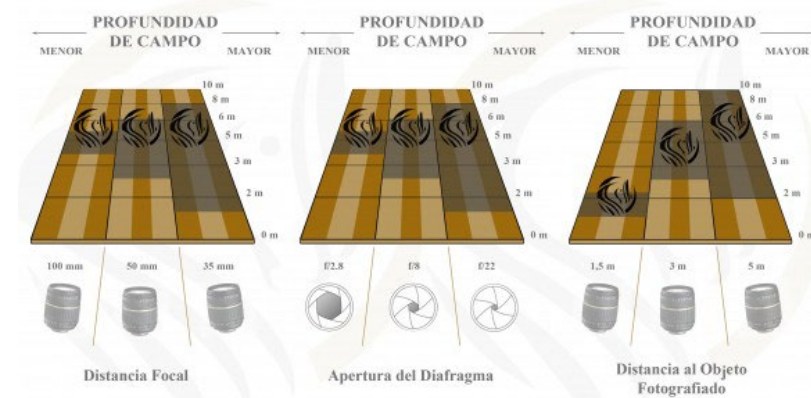 PROFUNDIDAD
DE CAMPO
MENOR
MAYOR
10 m
8 m
6 m
5 m
3 m
2 m
0 m
100 mm
50 mm
35 mm
Distancia Focal
PROFUNDIDAD
DE CAMPO
MENOR
MAYOR
10 m
8 m
6 m
5 m
3 m
2 m
0 m
f/2.8
f/8
f/22
Apertura del Diafragma
PROFUNDIDAD
DE CAMPO
MENOR
MAYOR
10 m
8 m
6 m
5 m
3 m
2 m
0 m
1,5 m
3 m
5 m
Distancia al Objeto
Fotografiado